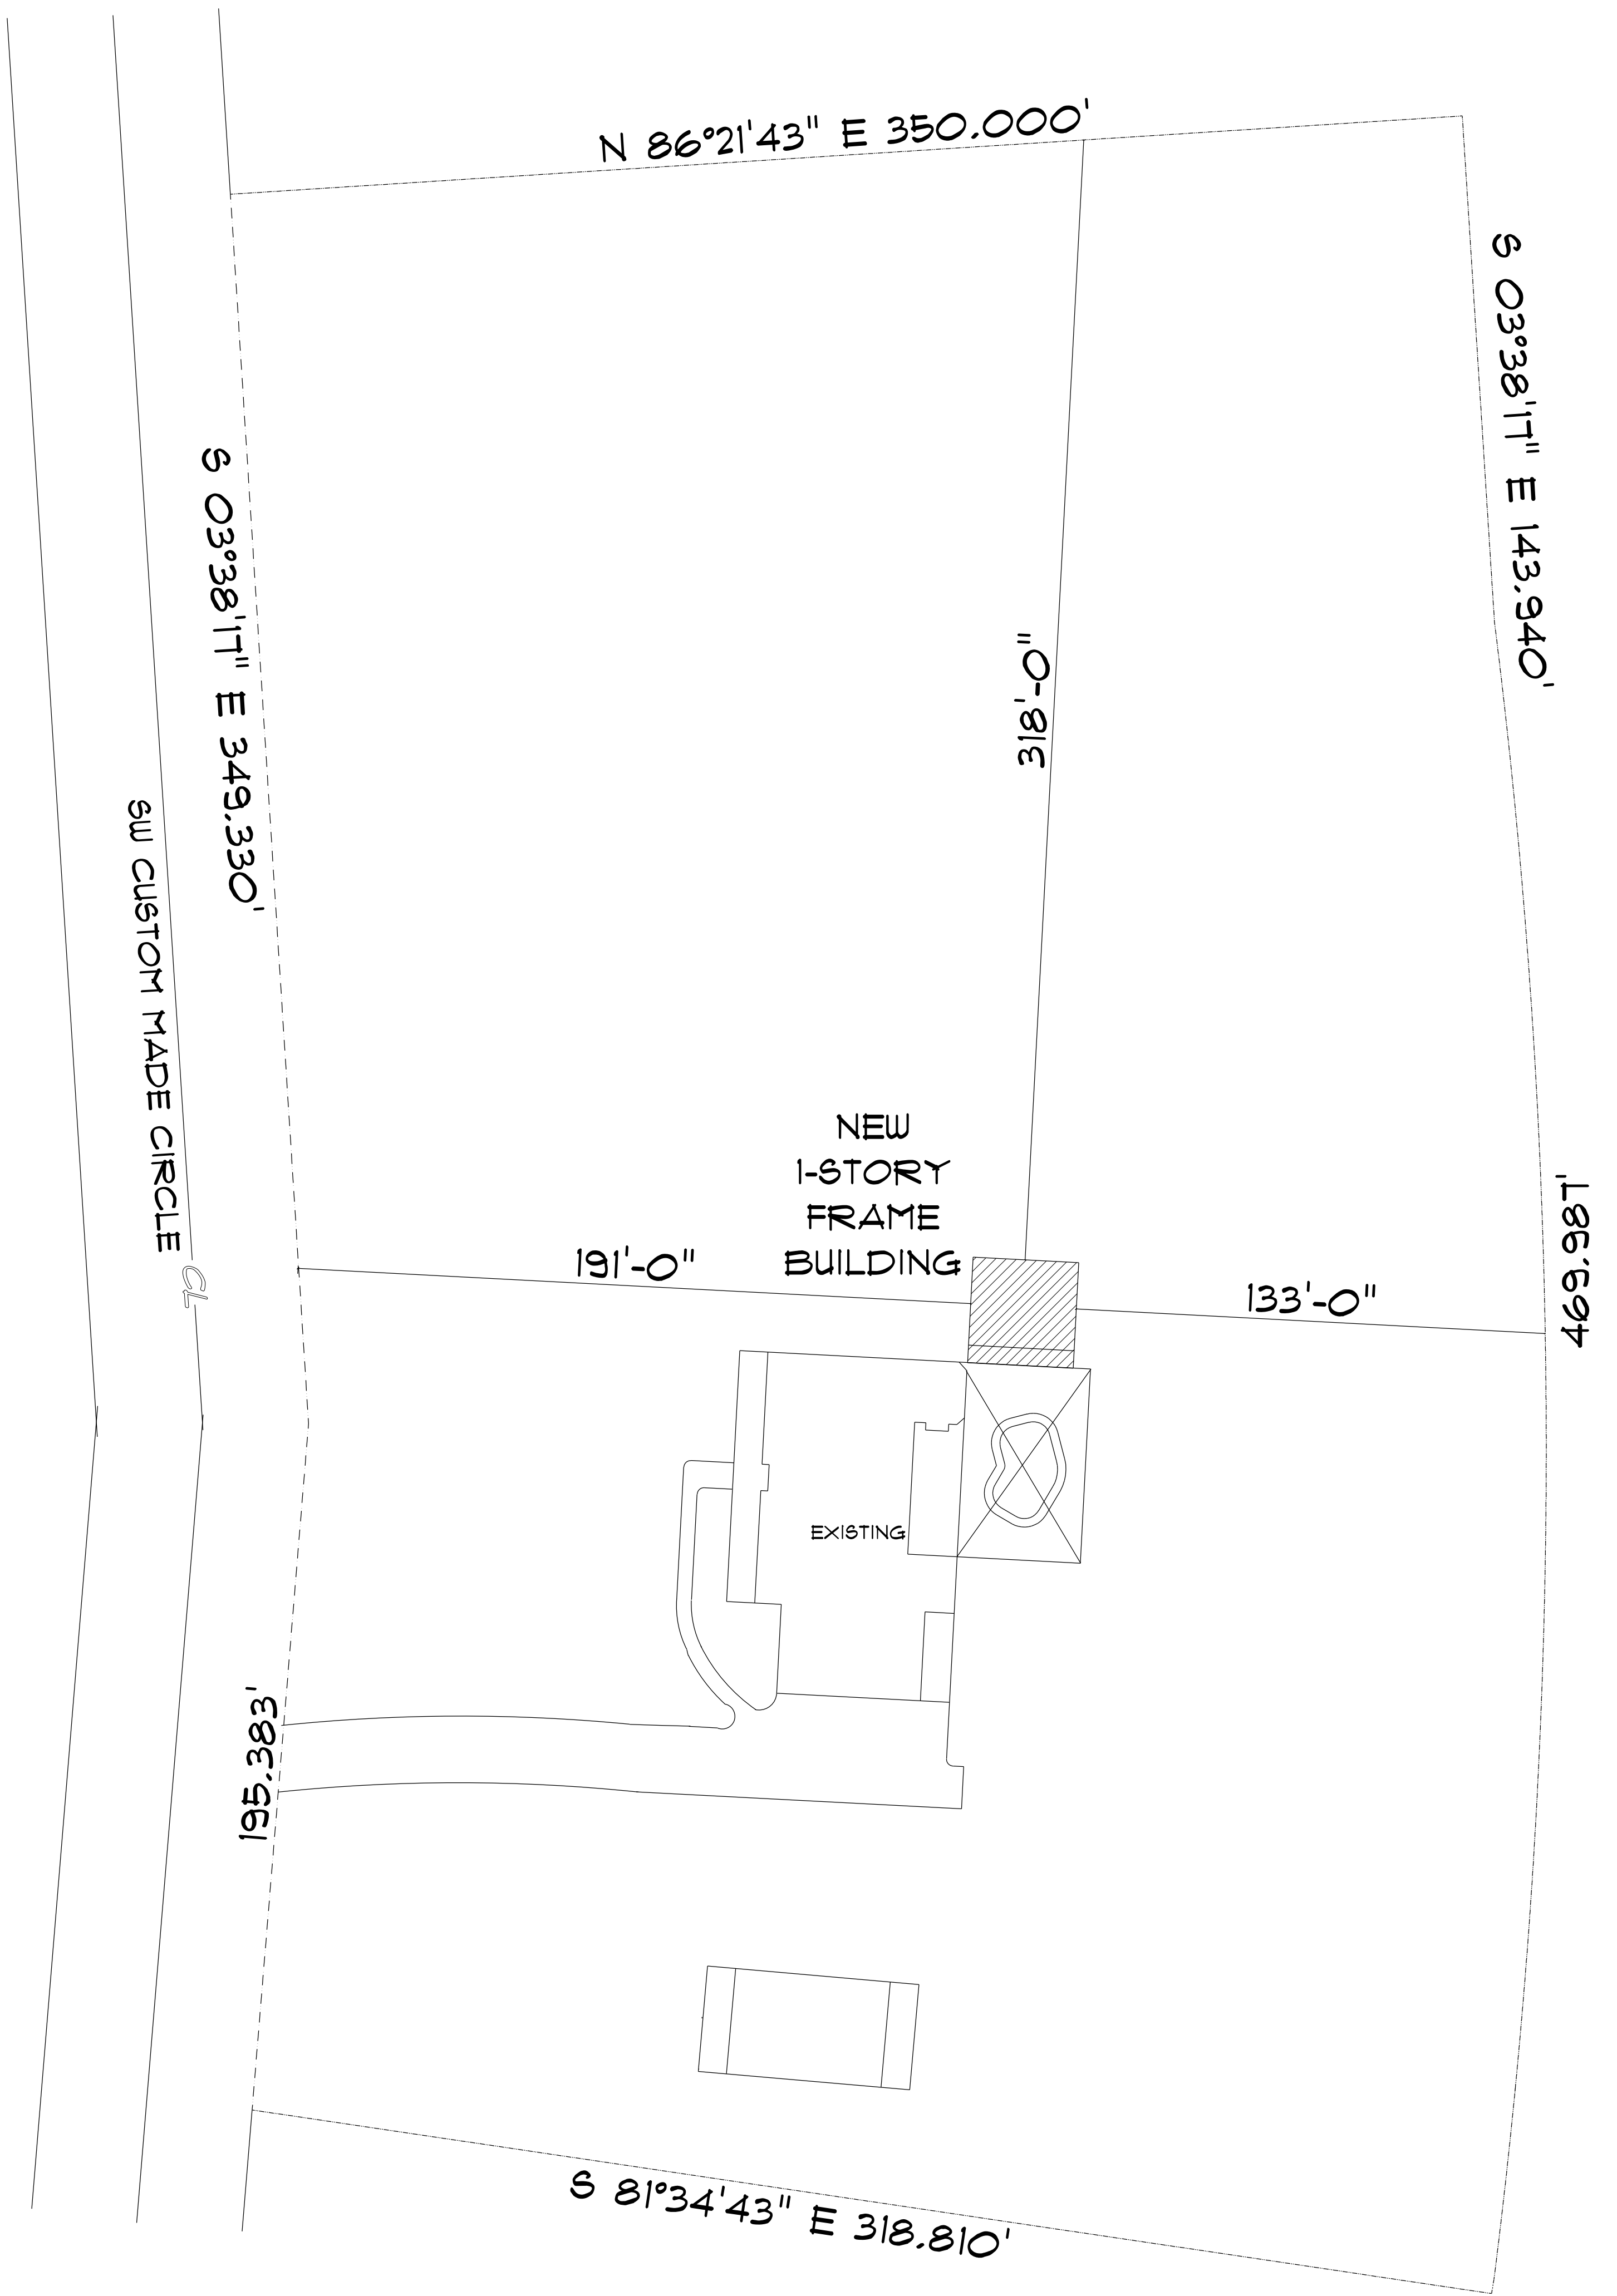 N 86°21'43" E 350.000'
S 03°38'17" E 143.940'
S 03°38'17" E 349.330'
318'-0"
SW CUSTOM MADE CIRCLE
CL
NEW
1-STORY
FRAME
BUILDING
191'-0"
133'-0"
469.987'
EXISTING
195.383'
S 81°34'43" E 318.810'